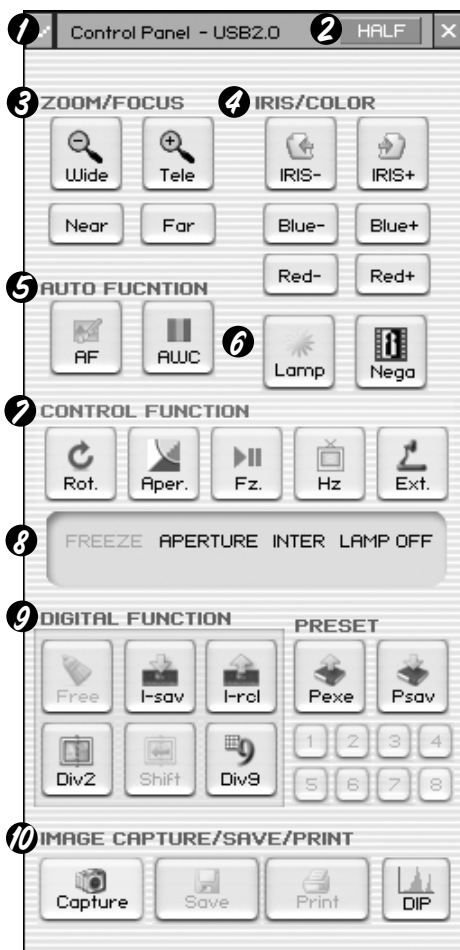 1 Control Panel - USB2.0 2 HALF ×
3 ZOOM/FOCUS 4 IRIS/COLOR
Wide Tele IRIS- IRIS+
Near Far Blue- Blue+
Red- Red+
5 AUTO FUCNTION
6
AF AWC Lamp Nega
7 CONTROL FUNCTION
Rot. Aper. Fz. Hz Ext.
8 FREEZE APERTURE INTER LAMP OFF
9 DIGITAL FUNCTION PRESET
Free I-sav I-rcl Pexe Psav
1 2 3 4
Div2 Shift 9 Div9
5 6 7 8
10 IMAGE CAPTURE/SAVE/PRINT
Capture Save Print DIP